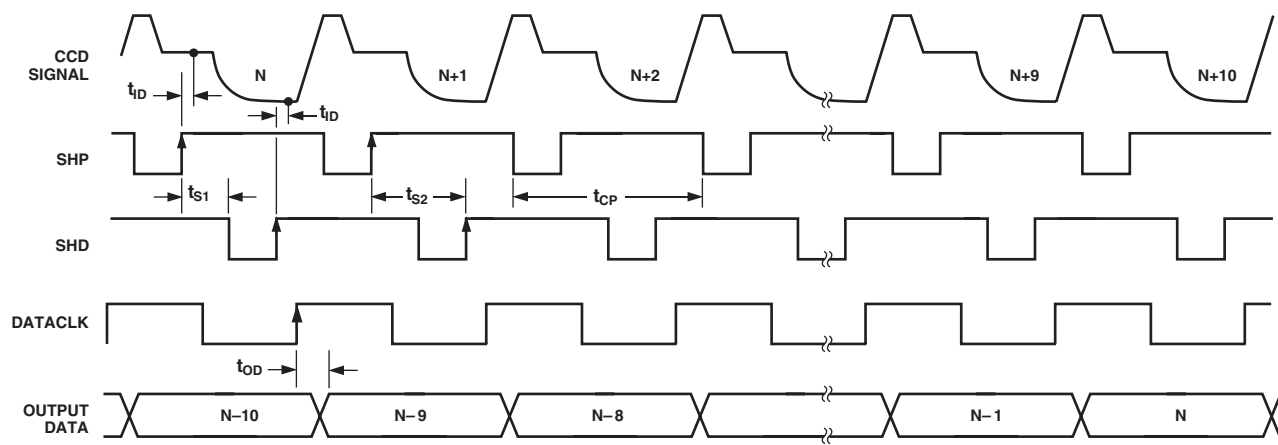 CCD
SIGNAL
N
N+1
N+2
N+9
N+10
tID
tID
SHP
tS1
tS2
tCP
SHD
DATACLK
tOD
OUTPUT
DATA
N–10
N–9
N–8
N–1
N